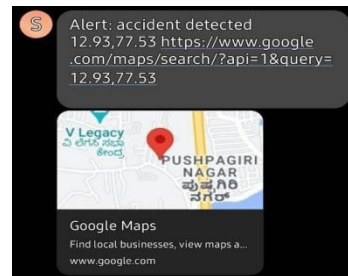 S
Alert: accident detected
12.93,77.53 https://www.google
.com/maps/search/?api=1&query=
12.93,77.53
V Legacy
ವಿ ಲೆಗಸಿ ಸಭಾ
ಕೇಂದ್ರ
PUSHPAGIRI
NAGAR
ಪುಷ್ಪಗಿರಿ
ನಗರ
Google Maps
Find local businesses, view maps a...
www.google.com